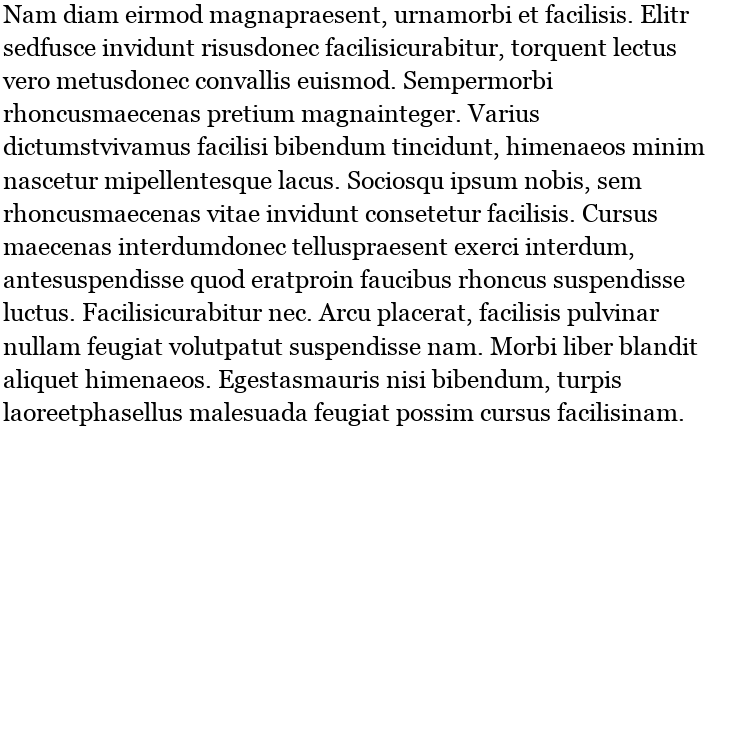 Nam diam eirmod magnapraesent, urnamorbi et facilisis. Elitr
sedfusce invidunt risusdonec facilisicurabitur, torquent lectus
vero metusdonec convallis euismod. Sempermorbi
rhoncusmaecenas pretium magnainteger. Varius
dictumstvivamus facilisi bibendum tincidunt, himenaeos minim
nascetur mipellentesque lacus. Sociosqu ipsum nobis, sem
rhoncusmaecenas vitae invidunt consetetur facilisis. Cursus
maecenas interdumdonec telluspraesent exerci interdum,
antesuspendisse quod eratproin faucibus rhoncus suspendisse
luctus. Facilisicurabitur nec. Arcu placerat, facilisis pulvinar
nullam feugiat volutpatut suspendisse nam. Morbi liber blandit
aliquet himenaeos. Egestasmauris nisi bibendum, turpis
laoreetphasellus malesuada feugiat possim cursus facilisinam.